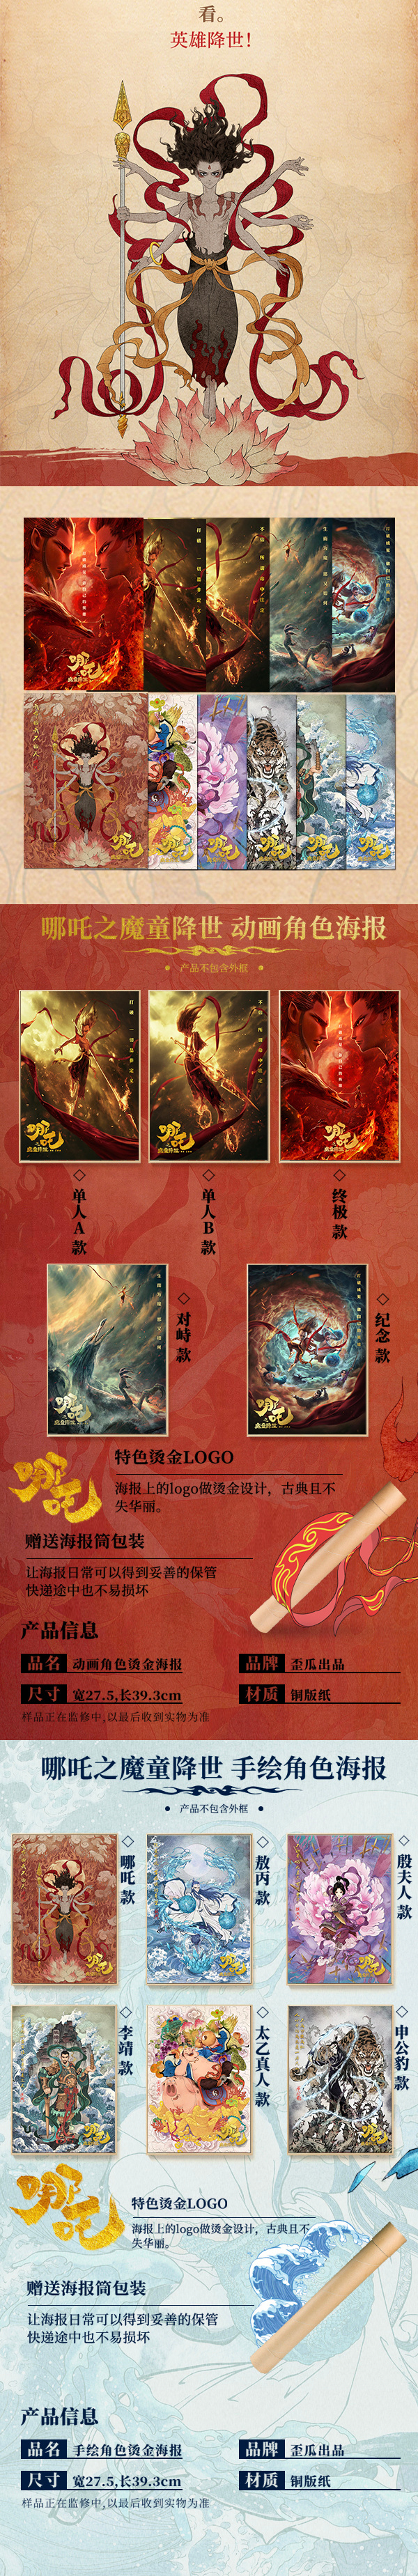 看。
英雄降世!
哪吒之魔童降世 动画角色海报
产品不包含外框
单人A款
单人B款
终极款
对峙款
纪念款
哪吒
特色烫金LOGO
海报上的logo做烫金设计，古典且不
失华丽。
赠送海报筒包装
让海报日常可以得到妥善的保管
快递途中也不易损坏
产品信息
品名 动画角色烫金海报
品牌 歪瓜出品
尺寸 宽27.5,长39.3cm
材质 铜版纸
样品正在监修中,以最后收到实物为准
哪吒之魔童降世 手绘角色海报
产品不包含外框
哪吒款
敖丙款
殷夫人款
李靖款
太乙真人款
申公豹款
哪吒
特色烫金LOGO
海报上的logo做烫金设计，古典且不
失华丽。
赠送海报筒包装
让海报日常可以得到妥善的保管
快递途中也不易损坏
产品信息
品名 手绘角色烫金海报
品牌 歪瓜出品
尺寸 宽27.5,长39.3cm
材质 铜版纸
样品正在监修中,以最后收到实物为准